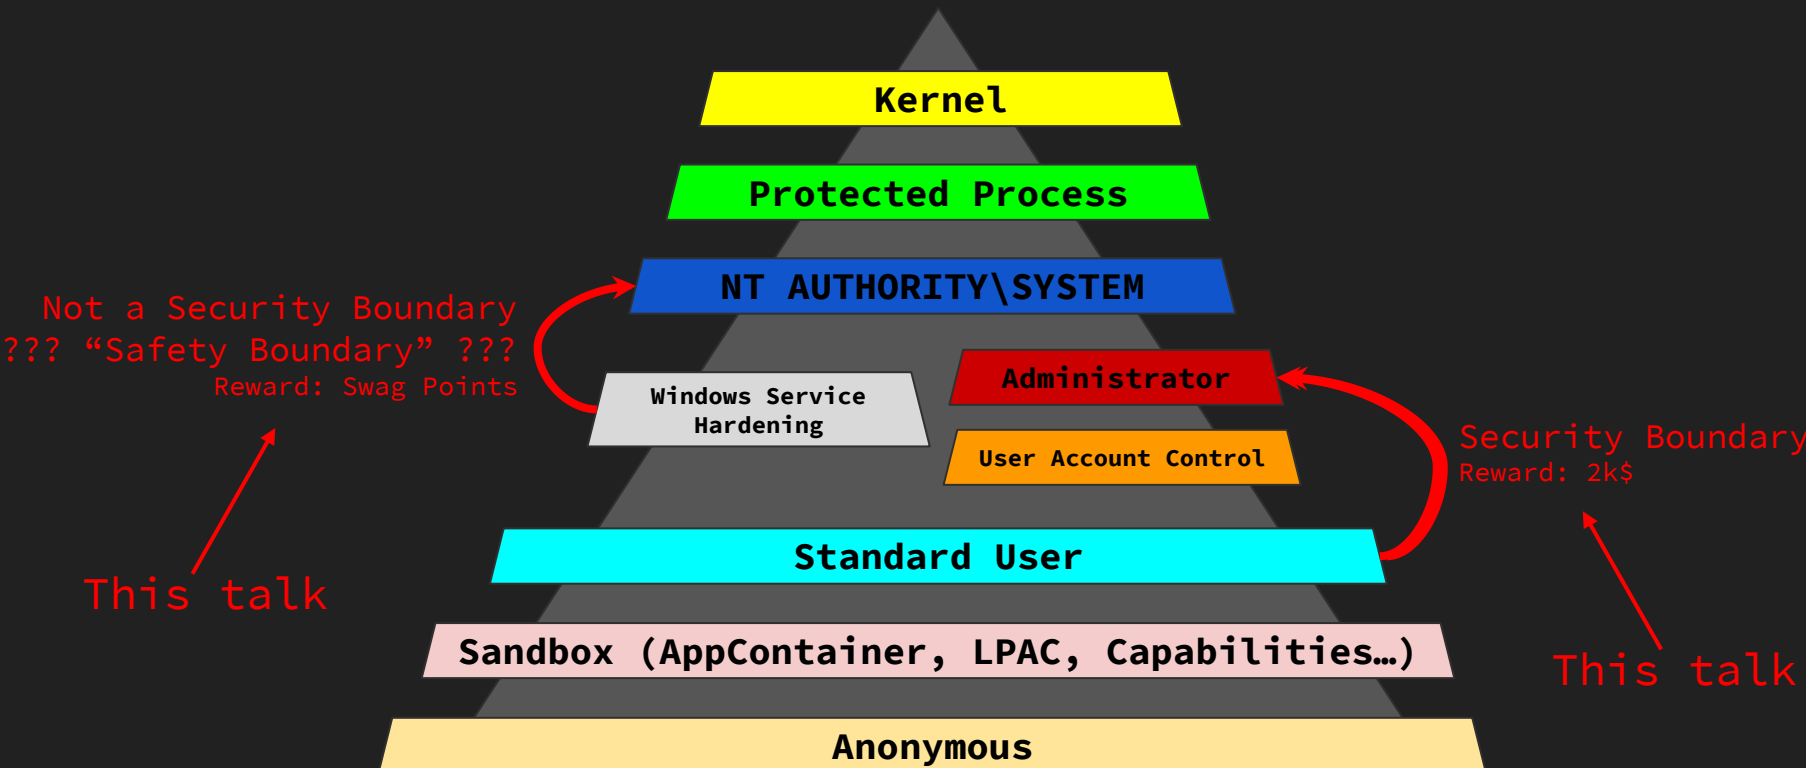 Kernel
Protected Process
NT AUTHORITY\SYSTEM
Not a Security Boundary
??? “Safety Boundary” ???
Reward: Swag Points
Windows Service
Hardening
Administrator
User Account Control
Security Boundary
Reward: 2k$
Standard User
This talk
Sandbox (AppContainer, LPAC, Capabilities…)
This talk
Anonymous